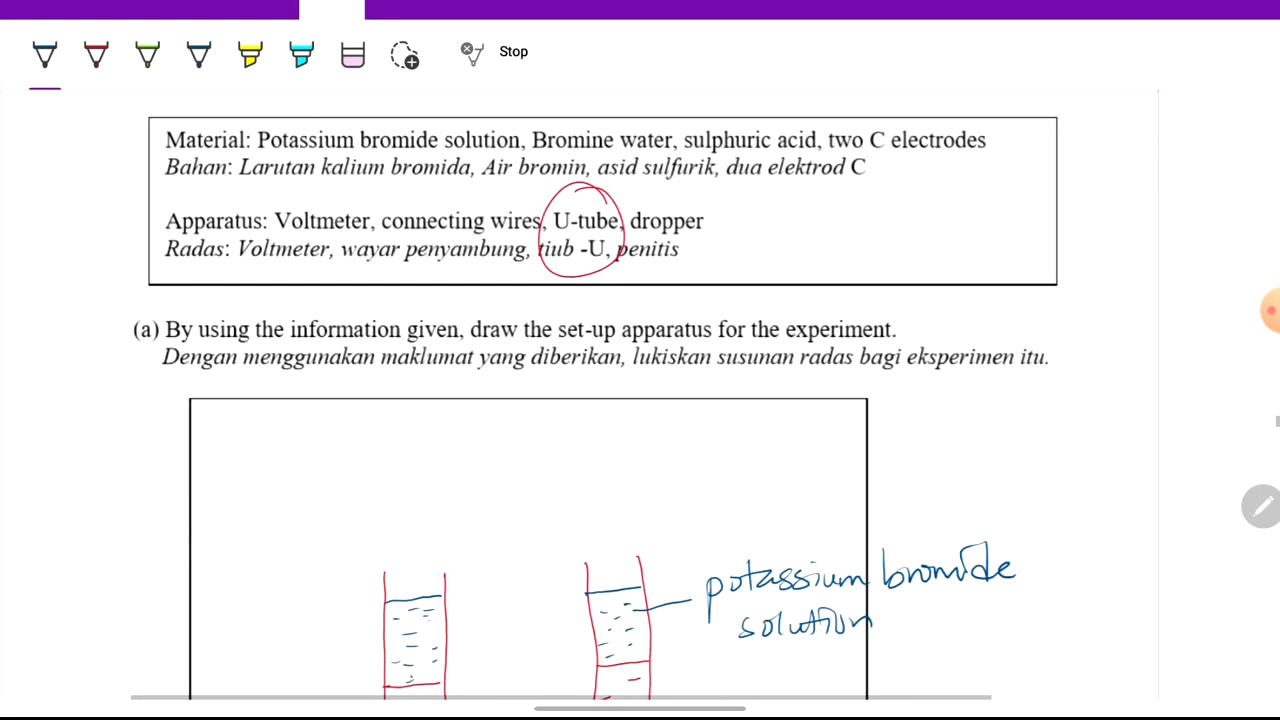 Stop
Material: Potassium bromide solution, Bromine water, sulphuric acid, two C electrodes
Bahan: Larutan kalium bromida, Air bromin, asid sulfurik, dua elektrod C
Apparatus: Voltmeter, connecting wires, U-tube, dropper
Radas: Voltmeter, wayar penyambung, tiub -U, penitis
(a) By using the information given, draw the set-up apparatus for the experiment.
Dengan menggunakan maklumat yang diberikan, lukiskan susunan radas bagi eksperimen itu.
potassium bromide
solution